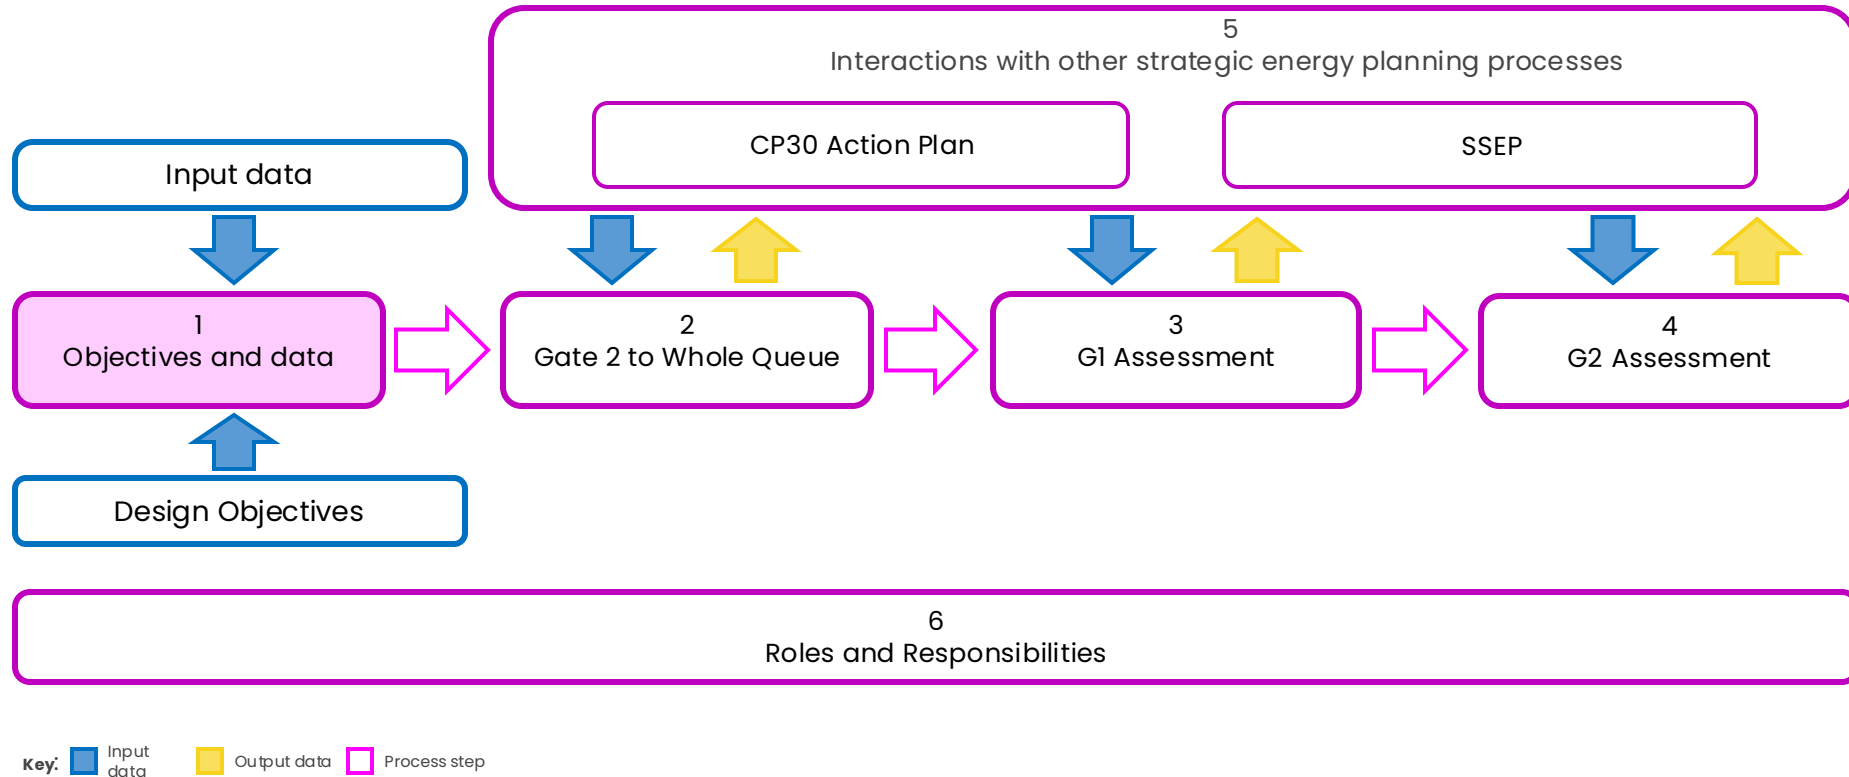 5
Interactions with other strategic energy planning processes
CP30 Action Plan
SSEP
Input data
1
Objectives and data
2
Gate 2 to Whole Queue
3
G1 Assessment
4
G2 Assessment
Design Objectives
6
Roles and Responsibilities
Key:
Input
data
Output data
Process step